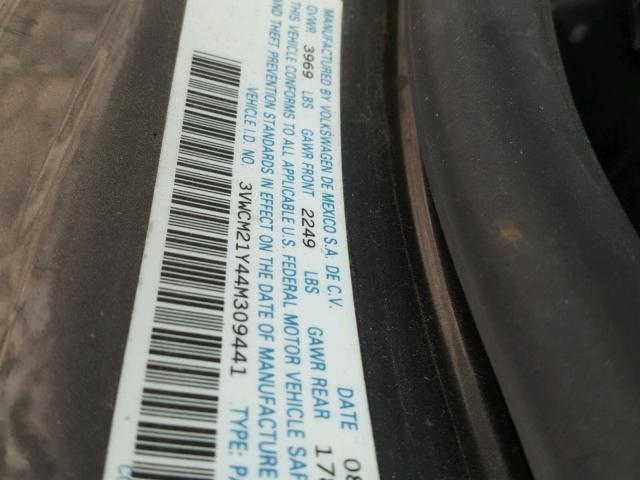 MANUFACTURED BY VOLKSWAGEN DE MEXICO S.A. DE C.V. DATE 08
GVWR 3969 LBS GAWR FRONT 2249 LBS GAWR REAR 178
THIS VEHICLE CONFORMS TO ALL APPLICABLE U.S. FEDERAL MOTOR VEHICLE SAF
AND THEFT PREVENTION STANDARDS IN EFFECT ON THE DATE OF MANUFACTURE
VEHICLE I.D. NO. 3VWCM21Y44M309441 TYPE: PA